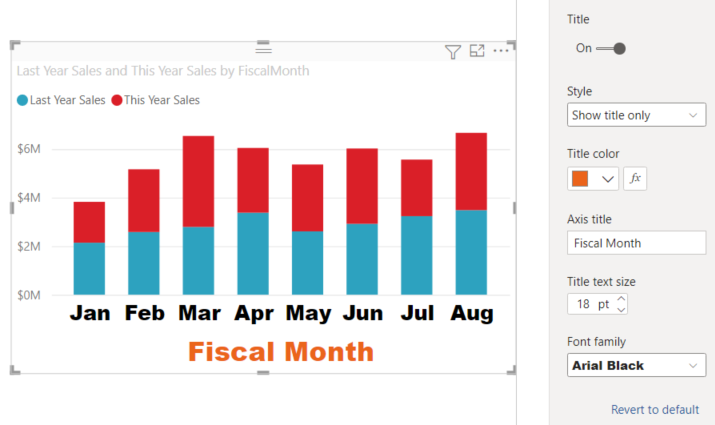 Last Year Sales and This Year Sales by FiscalMonth
Last Year Sales This Year Sales
$6M
$4M
$2M
$0M
Jan Feb Mar Apr May Jun Jul Aug
Fiscal Month
Title
On
Style
Show title only
Title color
fx
Axis title
Fiscal Month
Title text size
18 pt
Font family
Arial Black
Revert to default